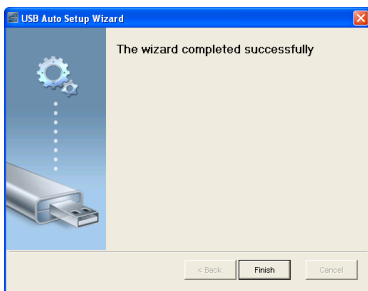 USB Auto Setup Wizard
The wizard completed successfully
< Back
Finish
Cancel